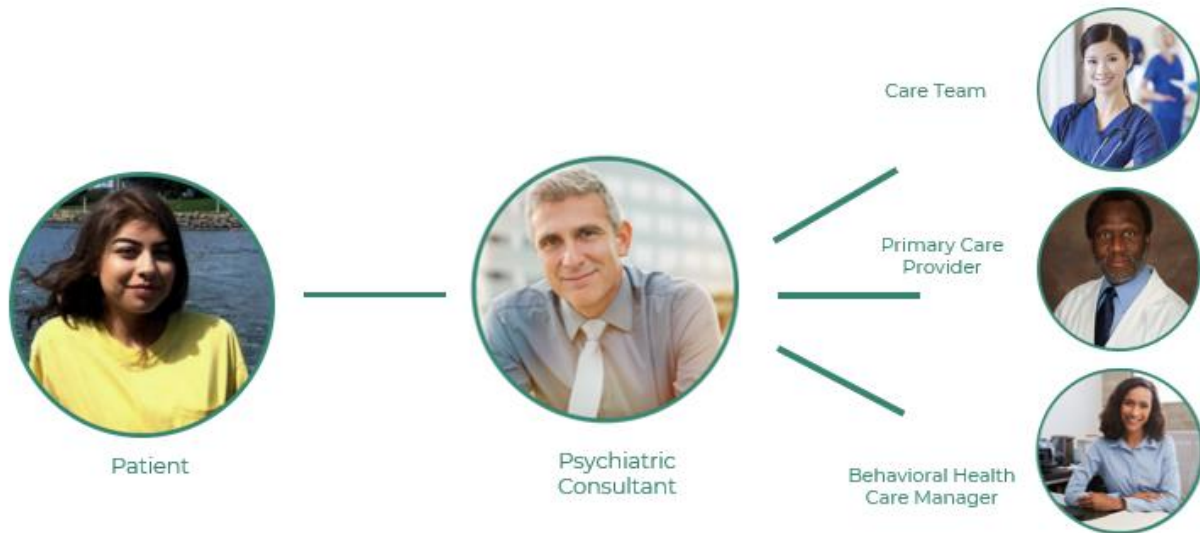 Care Team
Primary Care
Provider
Patient
Psychiatric
Consultant
Behavioral Health
Care Manager